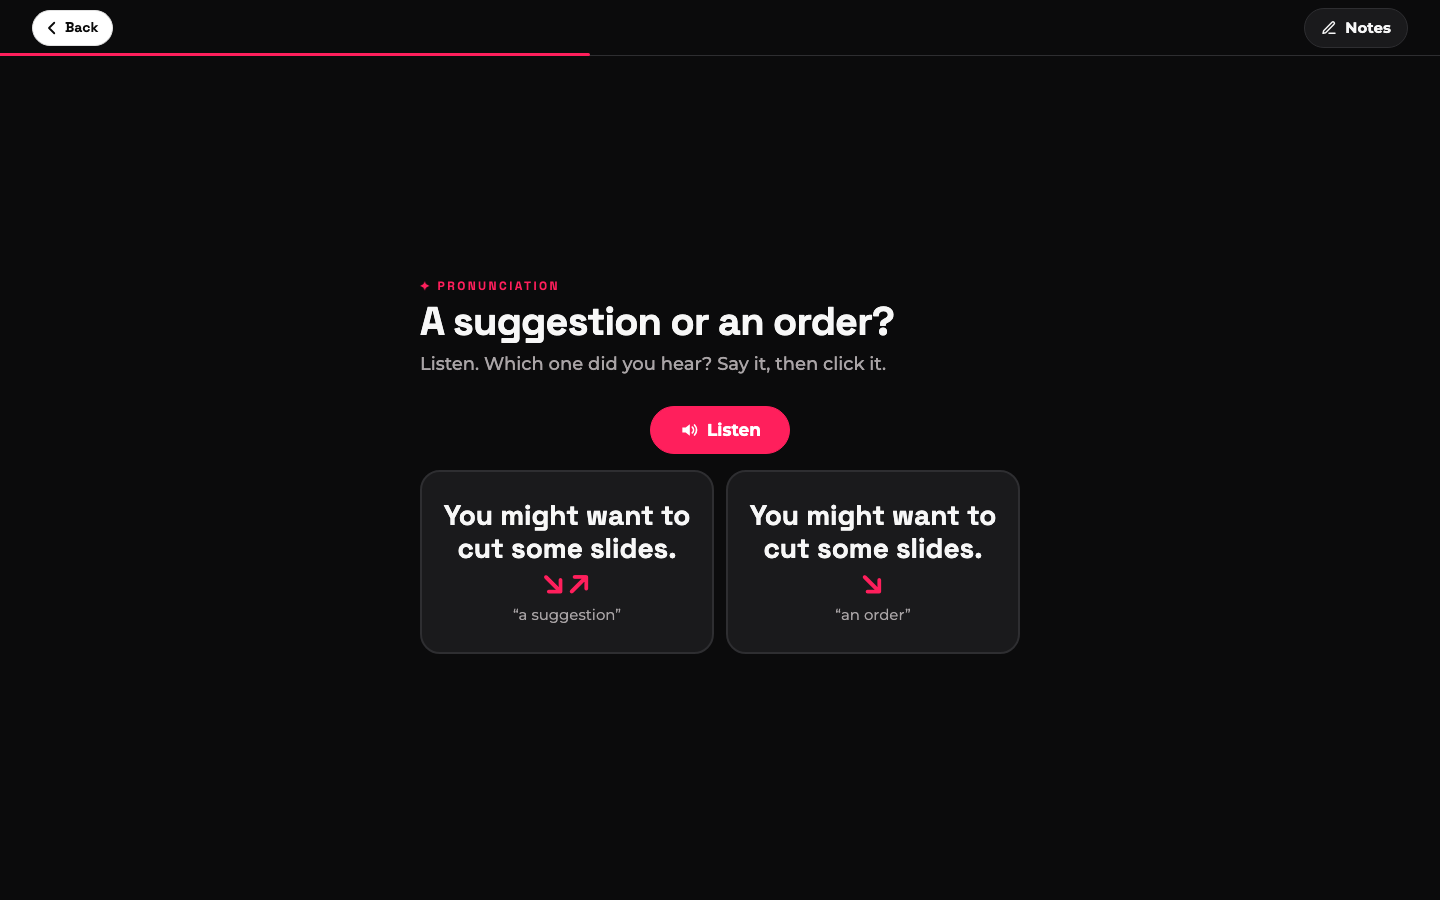 Back
Notes
PRONUNCIATION
A suggestion or an order?
Listen. Which one did you hear? Say it, then click it.
Listen
You might want to
cut some slides.
“a suggestion”
You might want to
cut some slides.
“an order”